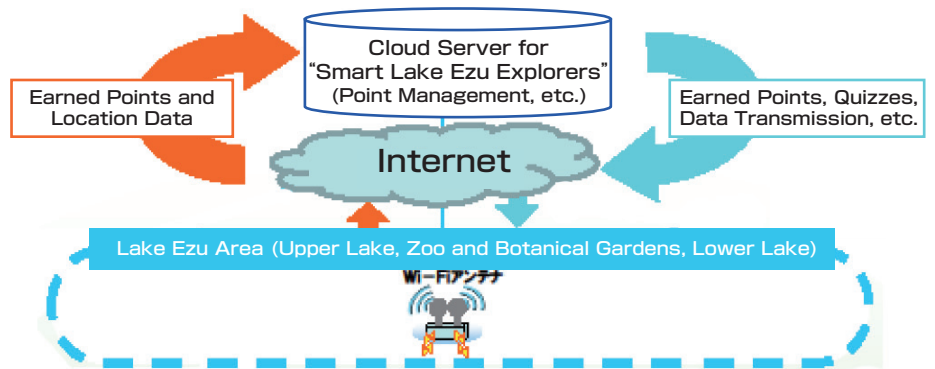 Cloud Server for
“Smart Lake Ezu Explorers”
(Point Management, etc.)
Earned Points and
Location Data
Earned Points, Quizzes,
Data Transmission, etc.
Internet
Lake Ezu Area (Upper Lake, Zoo and Botanical Gardens, Lower Lake)
Wi-Fiアンテナ